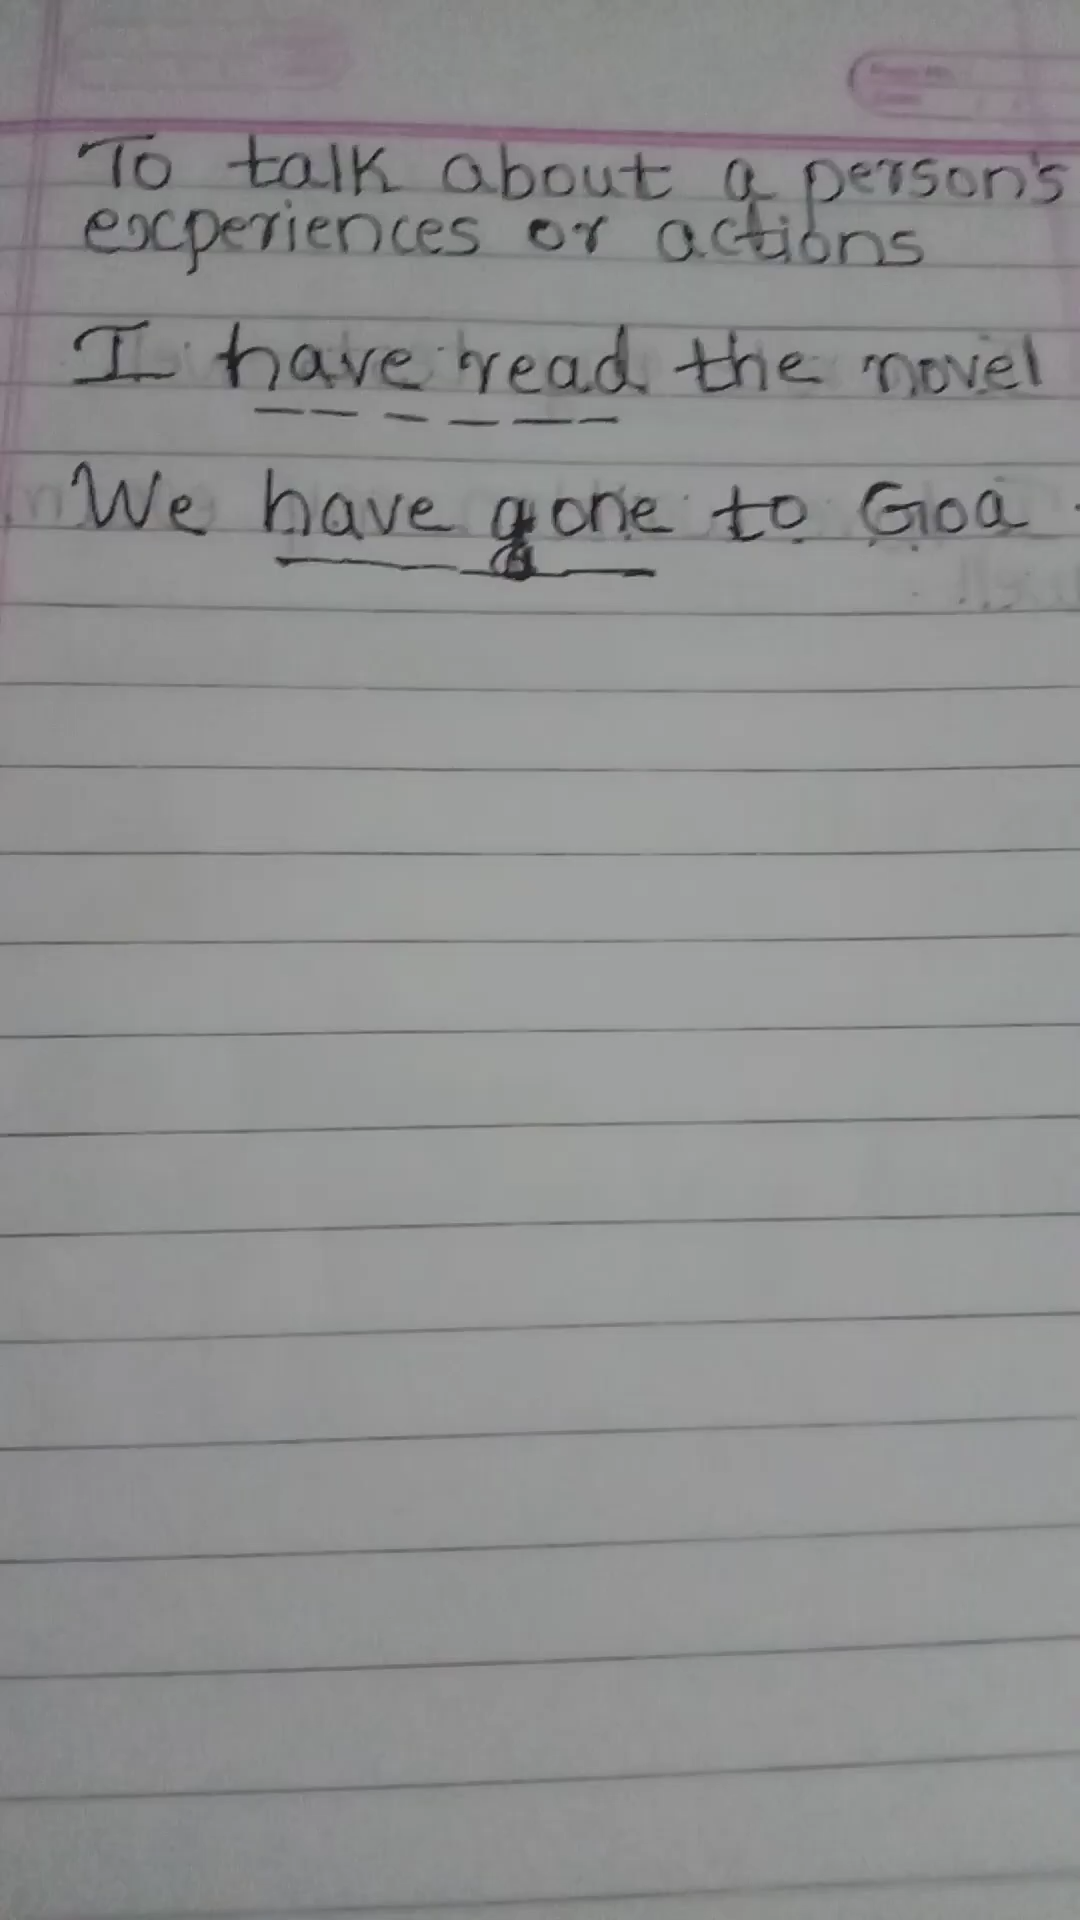 To talk about a person's
experiences or actions
I have read the novel
We have gone to Goa